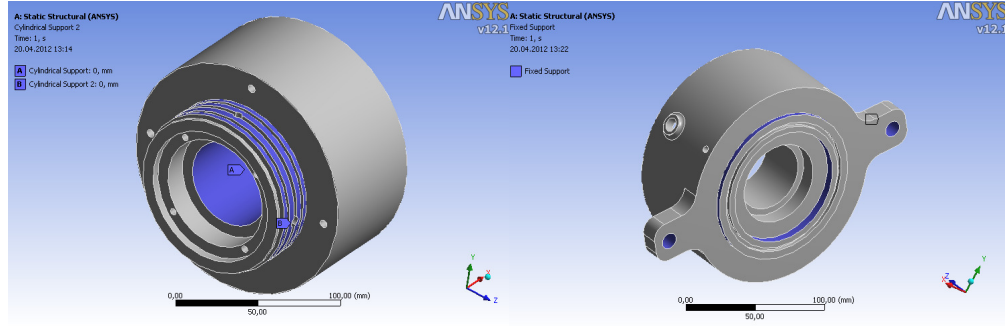 A: Static Structural (ANSYS)
Cylindrical Support 2
Time: 1, s
20.04.2012 13:14
A Cylindrical Support: 0, mm
B Cylindrical Support 2: 0, mm
ANSYS
v12.1
A
B
Y
X
Z
0,00
100,00 (mm)
50,00
A: Static Structural (ANSYS)
Fixed Support
Time: 1, s
20.04.2012 13:22
Fixed Support
ANSYS
v12.1
Y
Z
X
0,00
100,00 (mm)
50,00